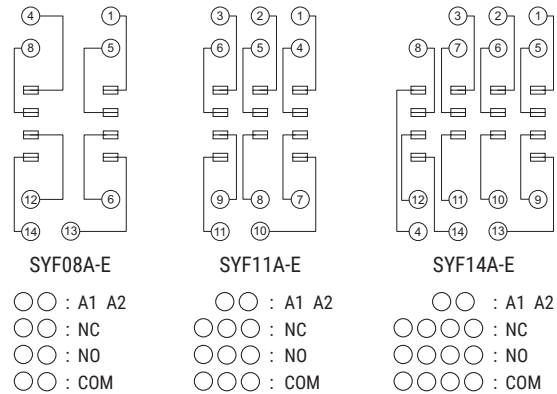 4 1 3 2 1 3 2 1
8 5 6 5 4 8 7 6 5
12 6 9 8 7 12 11 10 9
14 13 11 10 4 14 13
SYF08A-E SYF11A-E SYF14A-E
: A1 A2 : A1 A2 : A1 A2
: NC : NC : NC
: NO : NO : NO
: COM : COM : COM